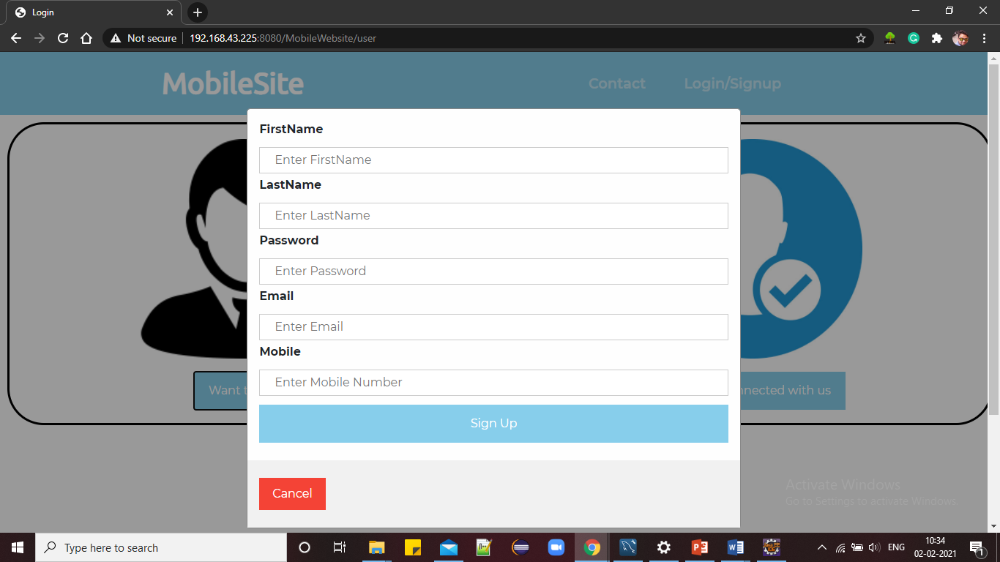 Login
Not secure
192.168.43.225:8080/MobileWebsite/user
MobileSite
Contact
Login/Signup
FirstName
Enter FirstName
LastName
Enter LastName
Password
Enter Password
Email
Enter Email
Mobile
Enter Mobile Number
Want
nnected with us
Sign Up
Cancel
Activate Windows
Go to Settings to activate Windows.
Type here to search
ENG
10:34
02-02-2021
1